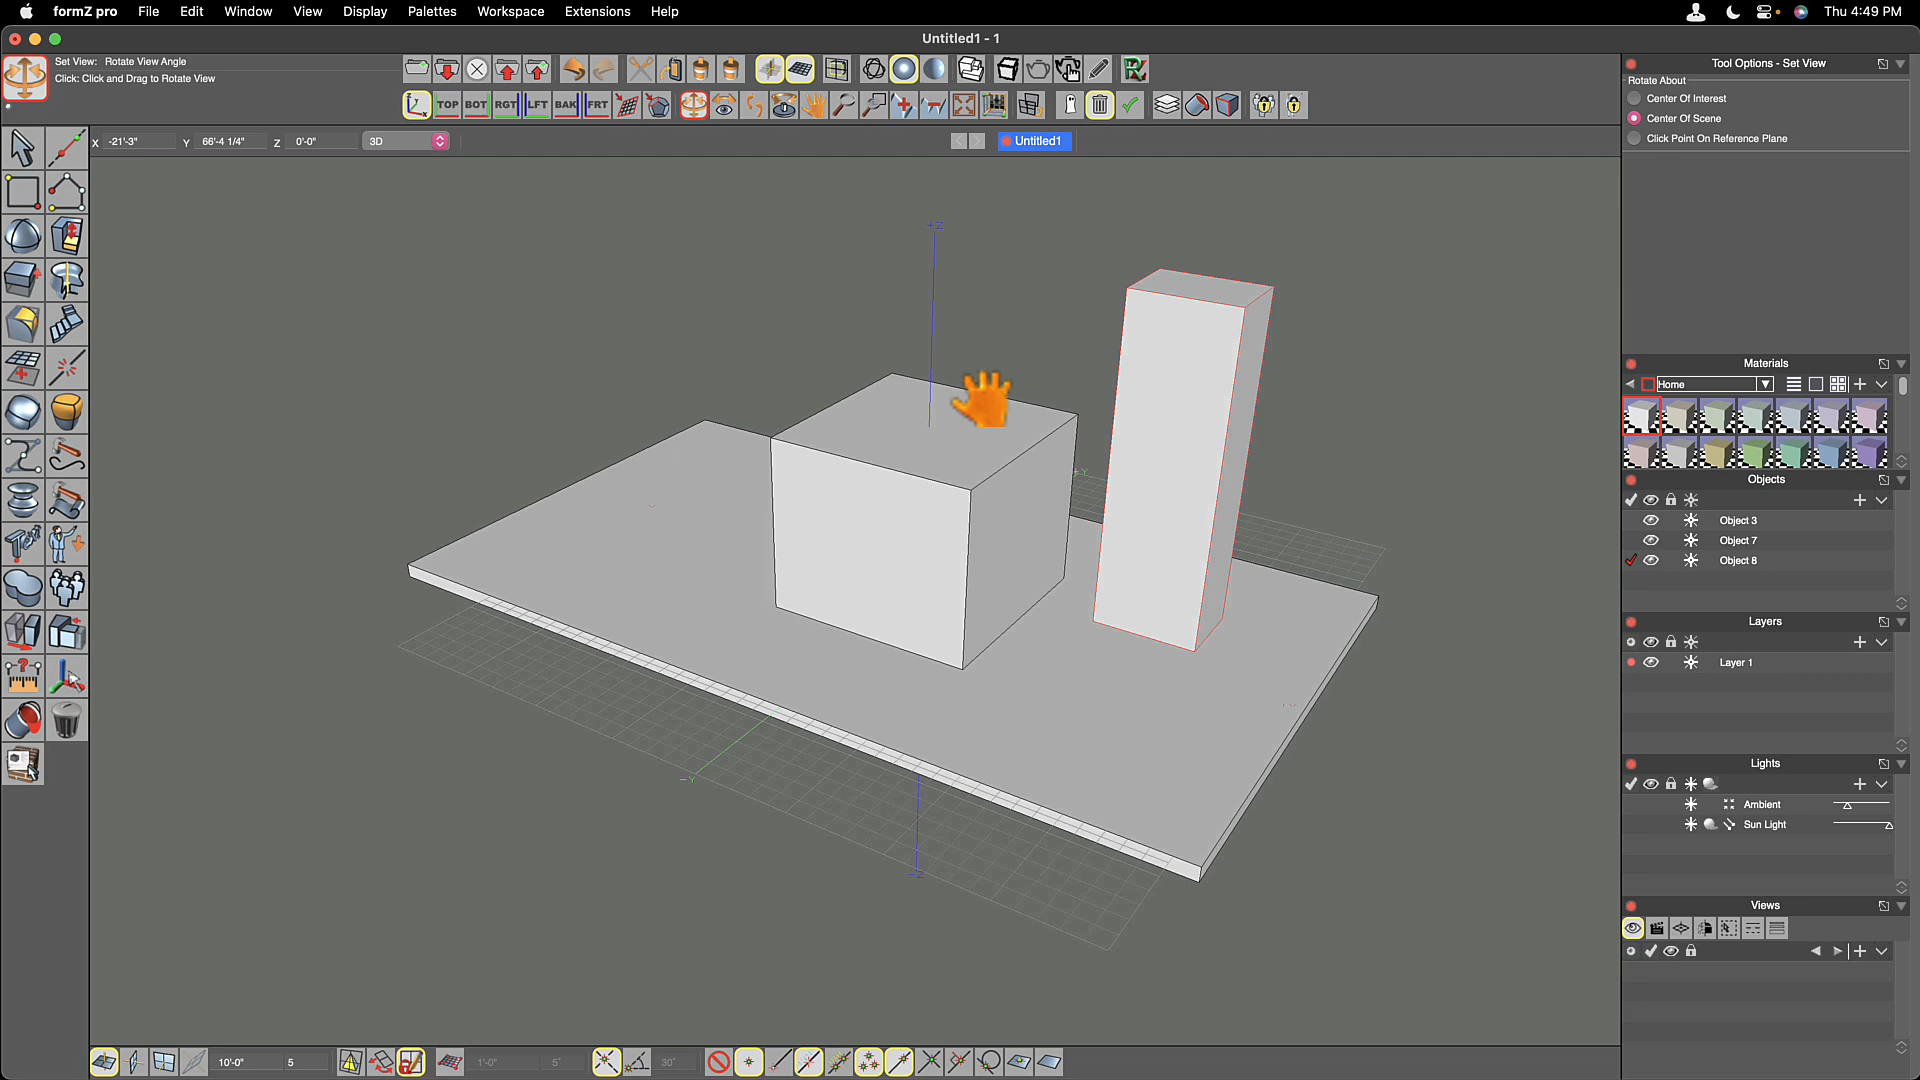 formZ pro File Edit Window View Display Palettes Workspace Extensions Help Thu 4:49 PM
Untitled1 - 1
Set View: Rotate View Angle
Click: Click and Drag to Rotate View
TOP BOT RGT LFT BAK FRT
X -21'-3" Y 66'-4 1/4" Z 0'-0" 3D Untitled1
Tool Options - Set View
Rotate About
Center Of Interest
Center Of Scene
Click Point On Reference Plane
+Z
Y
-Y
-Z
Materials
Home
Objects
Object 3
Object 7
Object 8
Layers
Layer 1
Lights
Ambient
Sun Light
Views
10'-0" 5 1'-0" 5° 30°